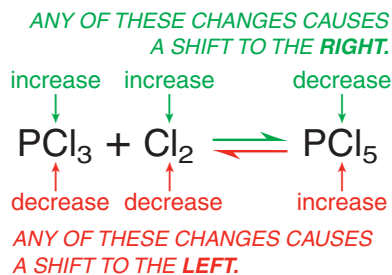 ANY OF THESE CHANGES CAUSES
A SHIFT TO THE RIGHT.
increase increase decrease
PCl₃ + Cl₂ ⇌ PCl₅
decrease decrease increase
ANY OF THESE CHANGES CAUSES
A SHIFT TO THE LEFT.